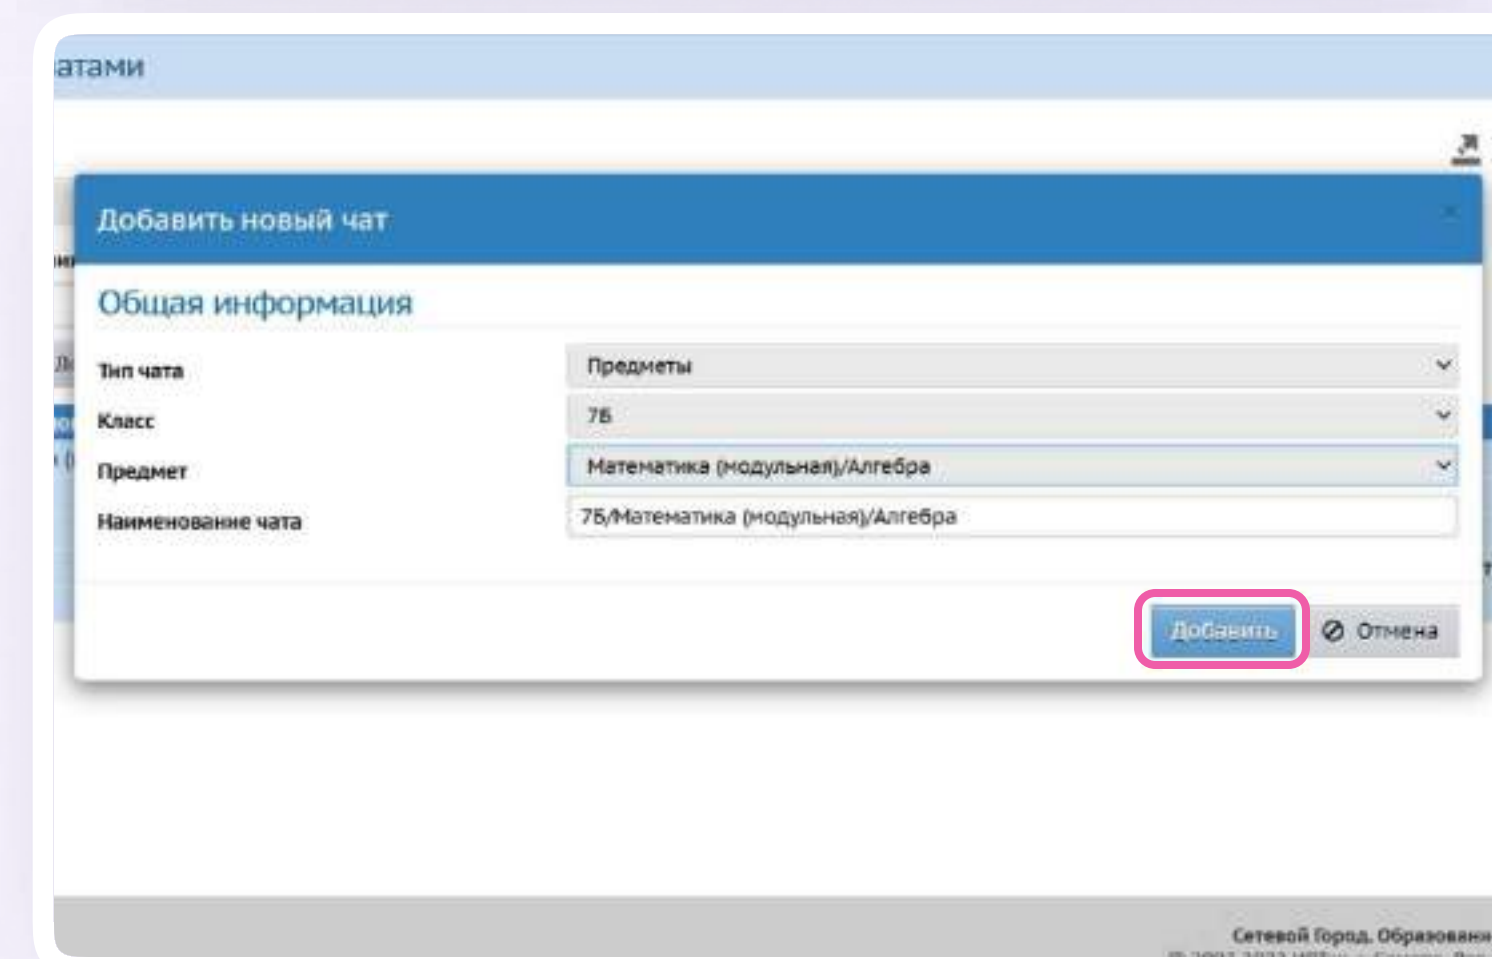 атами
Добавить новый чат
Общая информация
Тип чата
Предметы
Класс
7Б
Предмет
Математика (модульная)/Алгебра
Наименование чата
7Б/Математика (модульная)/Алгебра
Добавить
Отмена
Сетевой Город. Образовани